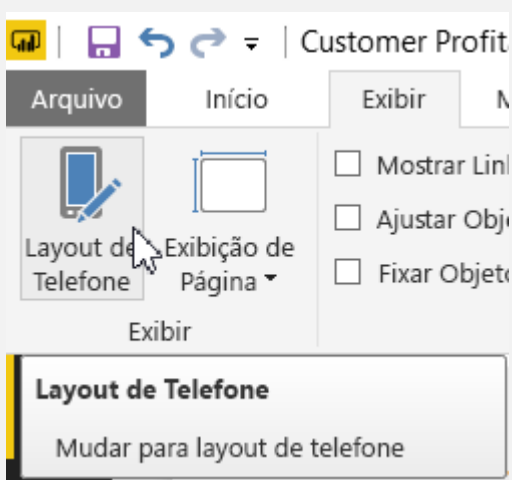 Customer Profit
Arquivo Início Exibir
Layout de Telefone
Exibição de Página
Mostrar Lin
Ajustar Obj
Fixar Objet
Exibir
Layout de Telefone
Mudar para layout de telefone